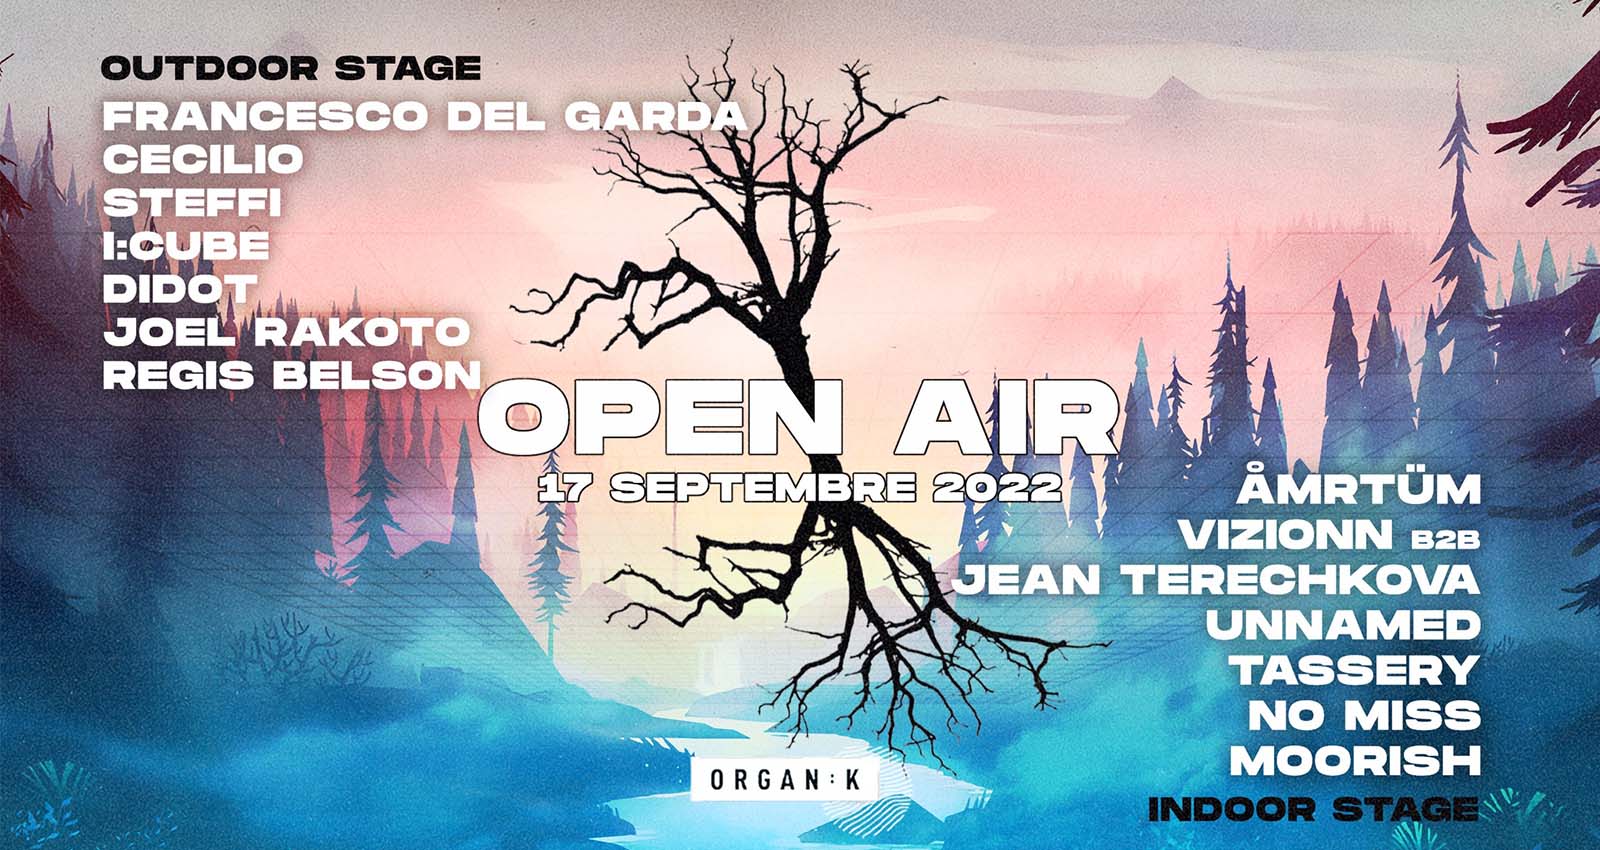 OUTDOOR STAGE
FRANCESCO DEL GARDA
CECILIO
STEFFI
I:CUBE
DIDOT
JOEL RAKOTO
REGIS BELSON
OPEN AIR
17 SEPTEMBRE 2022
ÅMRTÜM
VIZIONN B2B
JEAN TERECHKOVA
UNNAMED
TASSERY
NO MISS
MOORISH
INDOOR STAGE
ORGAN:K